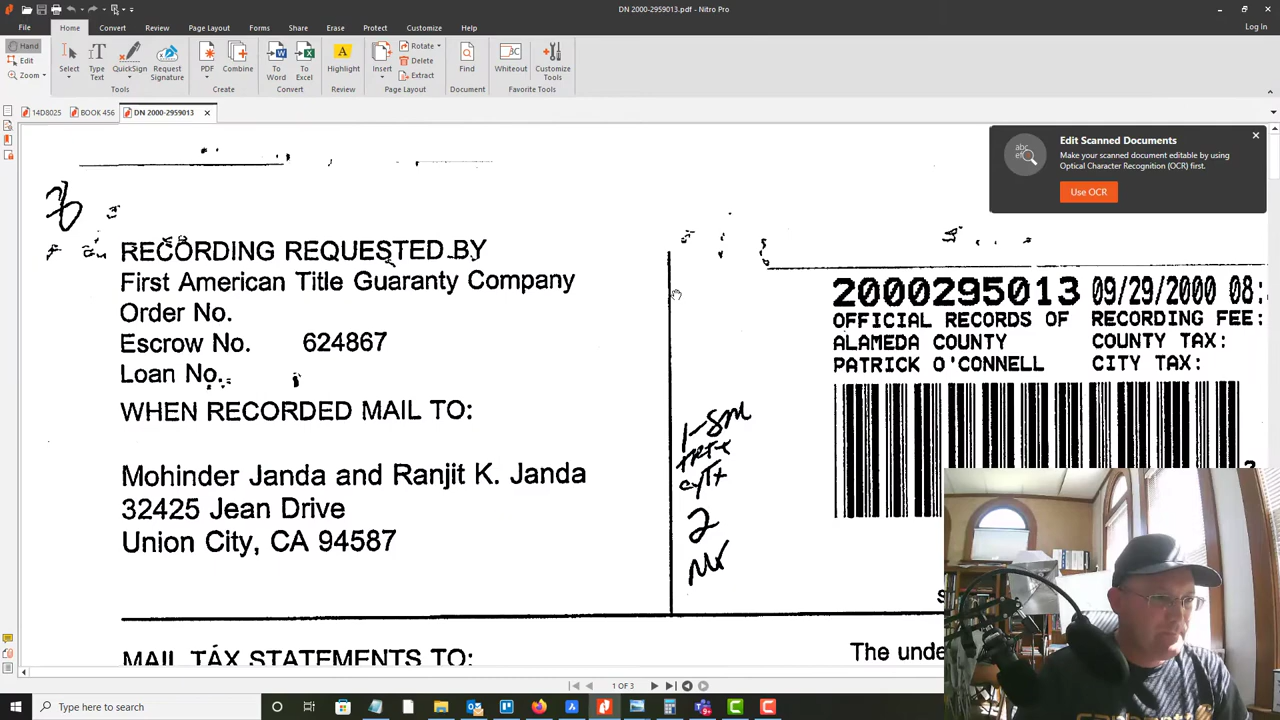 DN 2000-2959013.pdf - Nitro Pro
File Home Convert Review Page Layout Forms Share Erase Protect Customize Help
Log In
Hand
Edit
Zoom
Select
Type Text
QuickSign
Request Signature
Tools
PDF
Combine
Create
To Word
To Excel
Convert
Highlight
Review
Insert
Rotate
Delete
Extract
Page Layout
Find
Document
Whiteout
Customize Tools
Favorite Tools
14D8025
BOOK 456
DN 2000-2959013
Edit Scanned Documents
Make your scanned document editable by using
Optical Character Recognition (OCR) first.
Use OCR
RECORDING REQUESTED BY
First American Title Guaranty Company
Order No.
Escrow No. 624867
Loan No.
WHEN RECORDED MAIL TO:
Mohinder Janda and Ranjit K. Janda
32425 Jean Drive
Union City, CA 94587
MAIL TAX STATEMENTS TO:
2000295013 09/29/2000 08:
OFFICIAL RECORDS OF RECORDING FEE:
ALAMEDA COUNTY COUNTY TAX:
PATRICK O'CONNELL CITY TAX:
2
The unde
1 OF 3
Type here to search